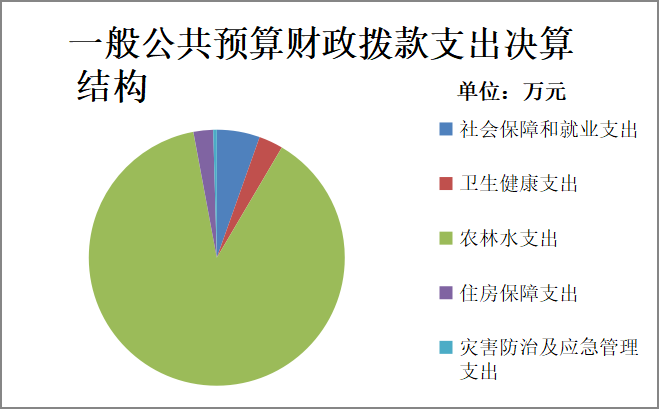 一般公共预算财政拨款支出决算
结构
单位：万元
社会保障和就业支出
卫生健康支出
农林水支出
住房保障支出
灾害防治及应急管理
支出